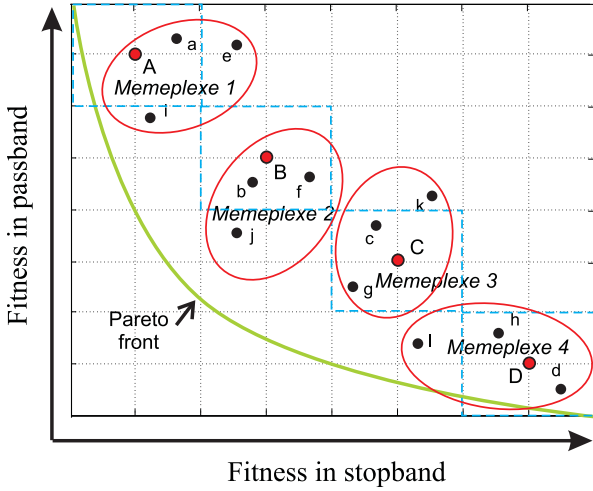 a
e
A
Memeplexe 1
i
B
b
f
Memeplexe 2
j
k
c
C
g
Memeplexe 3
Pareto
front
h
l
Memeplexe 4
D
d
Fitness in passband
Fitness in stopband